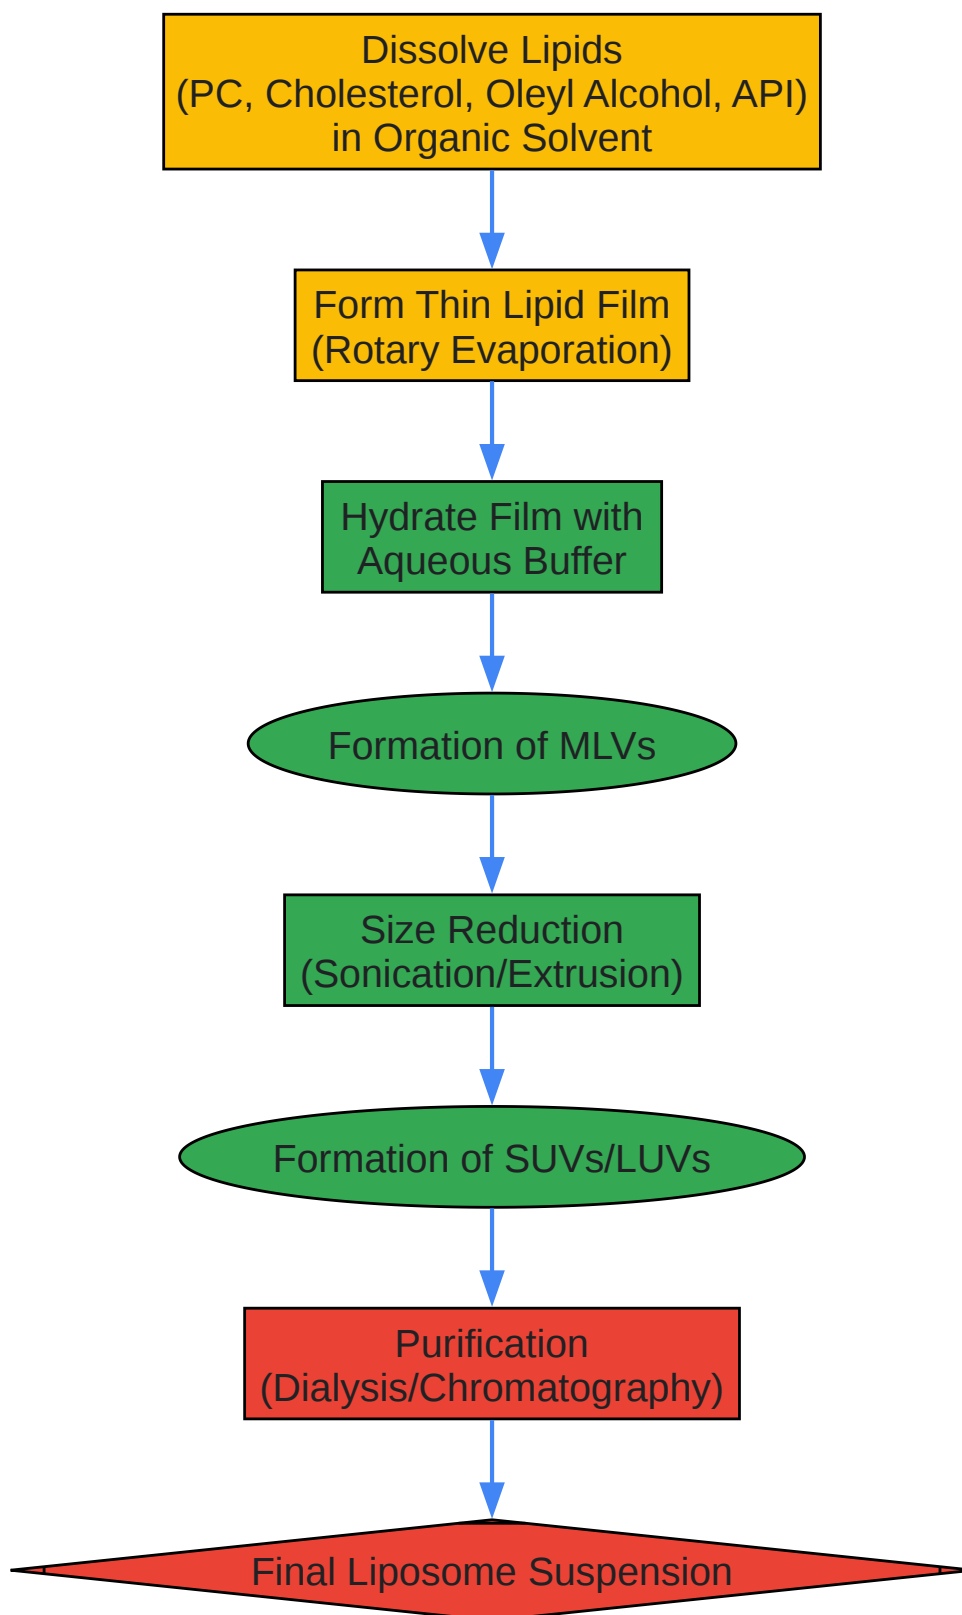 Dissolve Lipids
(PC, Cholesterol, Oleyl Alcohol, API)
in Organic Solvent
Form Thin Lipid Film
(Rotary Evaporation)
Hydrate Film with
Aqueous Buffer
Formation of MLVs
Size Reduction
(Sonication/Extrusion)
Formation of SUVs/LUVs
Purification
(Dialysis/Chromatography)
Final Liposome Suspension